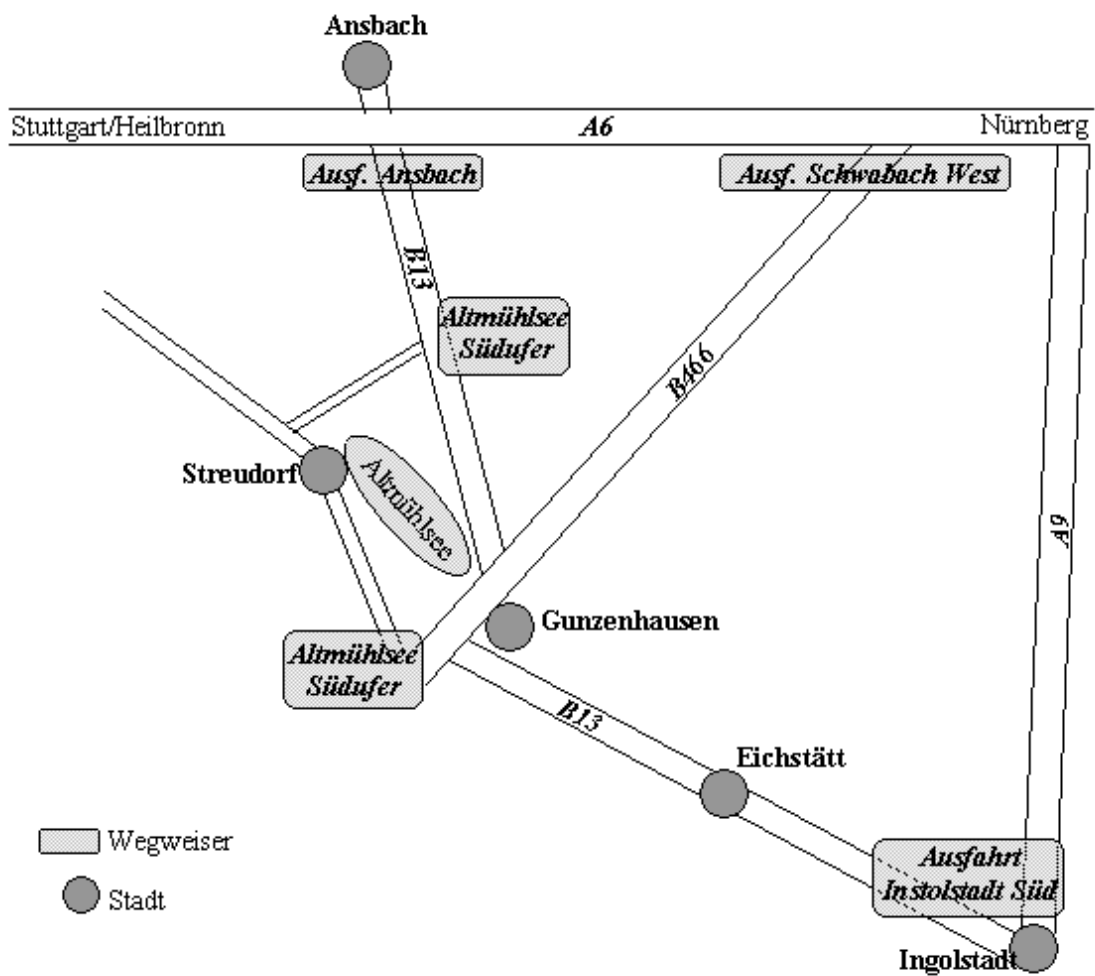 Ansbach
Stuttgart/Heilbronn
A6
Nürnberg
Ausf. Ansbach
Ausf. Schwabach West
B13
Altmühlsee
Südufer
B466
Streudorf
Altmühlsee
A9
Gunzenhausen
Altmühlsee
Südufer
B13
Eichstätt
Wegweiser
Ausfahrt
Instolstadt Süd
Stadt
Ingolstadt